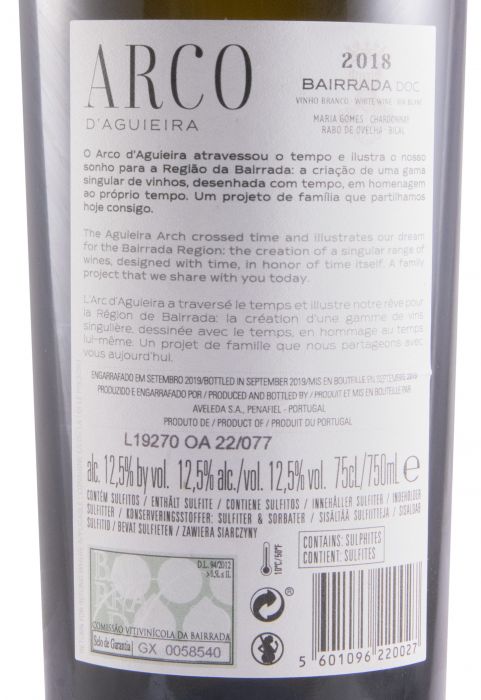 ARCO
D'AGUIEIRA
2018
BAIRRADA DOC
VINHO BRANCO · WHITE WINE · VIN BLANC
MARIA GOMES · CHARDONNAY
RABO DE OVELHA · BICAL
O Arco d'Aguieira atravessou o tempo e ilustra o nosso
sonho para a Região da Bairrada: a criação de uma gama
singular de vinhos, desenhada com tempo, em homenagem
ao próprio tempo. Um projeto de família que partilhamos
hoje consigo.
The Aguieira Arch crossed time and illustrates our dream
for the Bairrada Region: the creation of a singular range of
wines, designed with time, in honor of time itself. A family
project that we share with you today.
L'Arc d'Aguieira a traversé le temps et illustre notre rêve pour
la Région de Bairrada: la création d'une gamme de vins
singulière, dessinée avec le temps, en hommage au temps
lui-même. Un projet de famille que nous partageons avec
vous aujourd'hui.
ENGARRAFADO EM SETEMBRO 2019/BOTTLED IN SEPTEMBER 2019/MIS EN BOUTEILLE EN SEPTEMBRE 2019
PRODUZIDO E ENGARRAFADO POR / PRODUCED AND BOTTLED BY / PRODUIT ET MIS EN BOUTEILLE PAR
AVELEDA S.A., PENAFIEL - PORTUGAL
PRODUTO DE / PRODUCT OF / PRODUIT DU PORTUGAL
L19270 OA 22/077
alc. 12,5% by vol. 12,5% alc./vol. 12,5% vol. 75cl/750ml e
CONTÉM SULFITOS / ENTHÄLT SULFITE / CONTIENE SULFITOS / INNEHÅLLER SULFITER / INDEHOLDER
SULFITTER / KONSERVERINGSSTOFFER: SULFITER & SORBATER / SISÄLTÄÄ SULFIITTEJA / SISALDAB
SULFITID / BEVAT SULFIETEN / ZAWIERA SIARCZYNY
CONTAINS: SULPHITES
CONTIENT: SULFITES
10°C/50°F
D.L. 94/2012
> 0,5L ≤ 1L
COMISSÃO VITIVINÍCOLA DA BAIRRADA
Selo de Garantia
GX 0058540
5 601096 220027